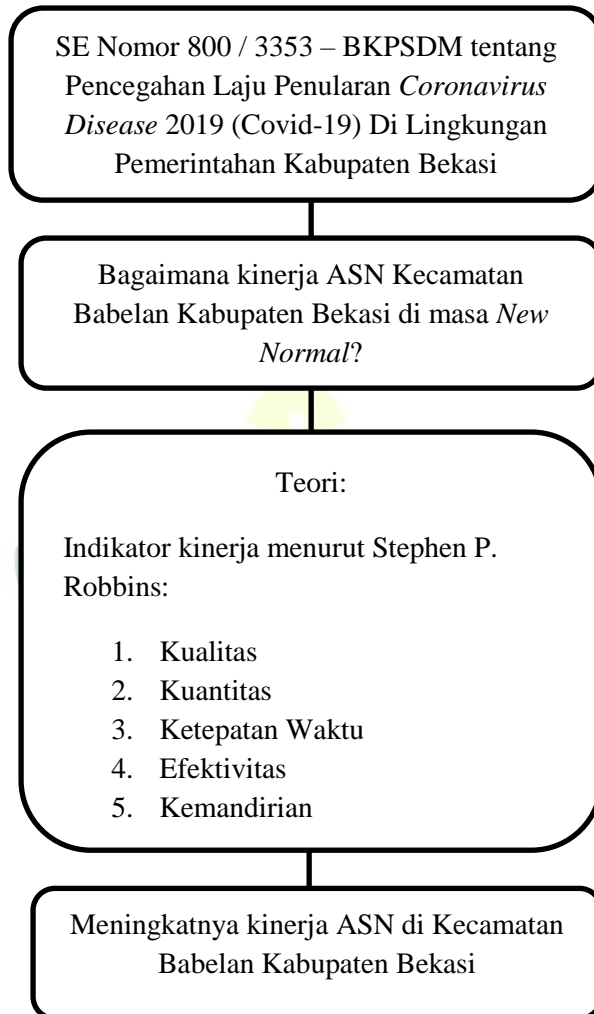 SE Nomor 800 / 3353 – BKPSDM tentang
Pencegahan Laju Penularan Coronavirus
Disease 2019 (Covid-19) Di Lingkungan
Pemerintahan Kabupaten Bekasi
Bagaimana kinerja ASN Kecamatan
Babelan Kabupaten Bekasi di masa New
Normal?
Teori:
Indikator kinerja menurut Stephen P.
Robbins:
1. Kualitas
2. Kuantitas
3. Ketepatan Waktu
4. Efektivitas
5. Kemandirian
Meningkatnya kinerja ASN di Kecamatan
Babelan Kabupaten Bekasi